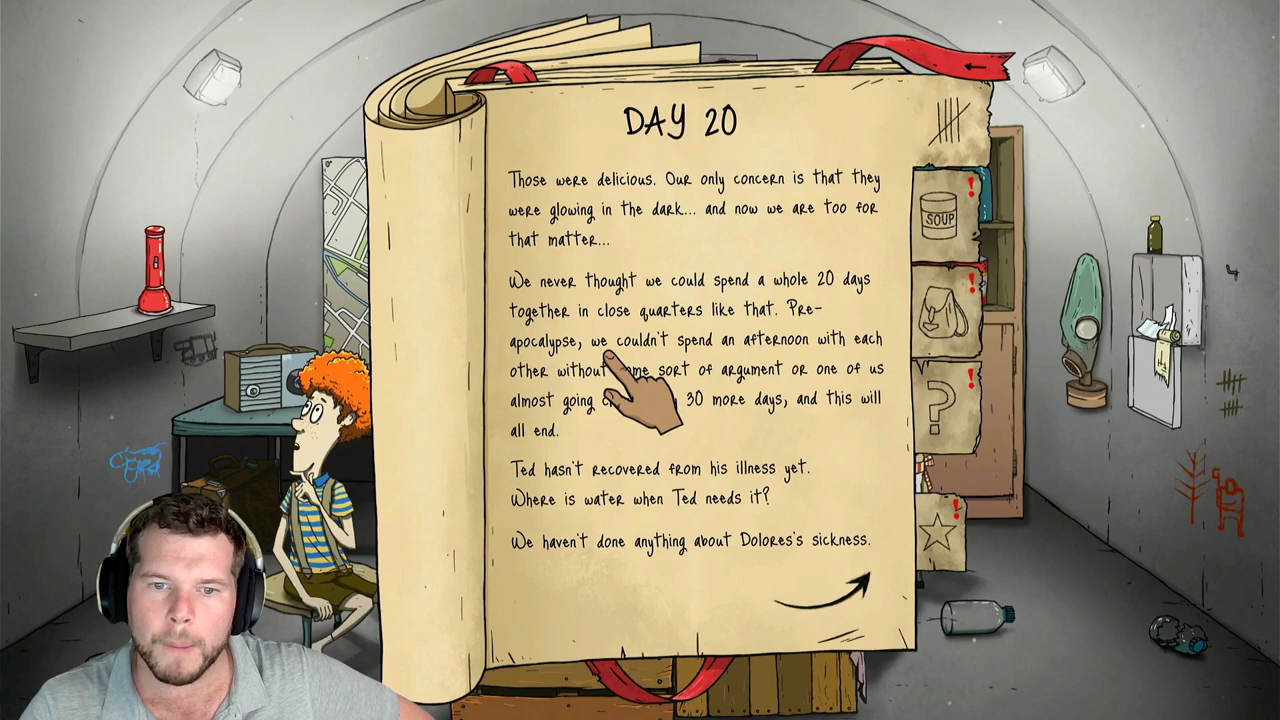 DAY 20
Those were delicious. Our only concern is that they
were glowing in the dark... and now we are too for
that matter...
We never thought we could spend a whole 20 days
together in close quarters like that. Pre-
apocalypse, we couldn't spend an afternoon with each
other without sort of argument or one of us
almost going 30 more days, and this will
all end.
Ted hasn't recovered from his illness yet.
Where is water when Ted needs it?
We haven't done anything about Dolores's sickness.
!
SOUP
!
!
?
!